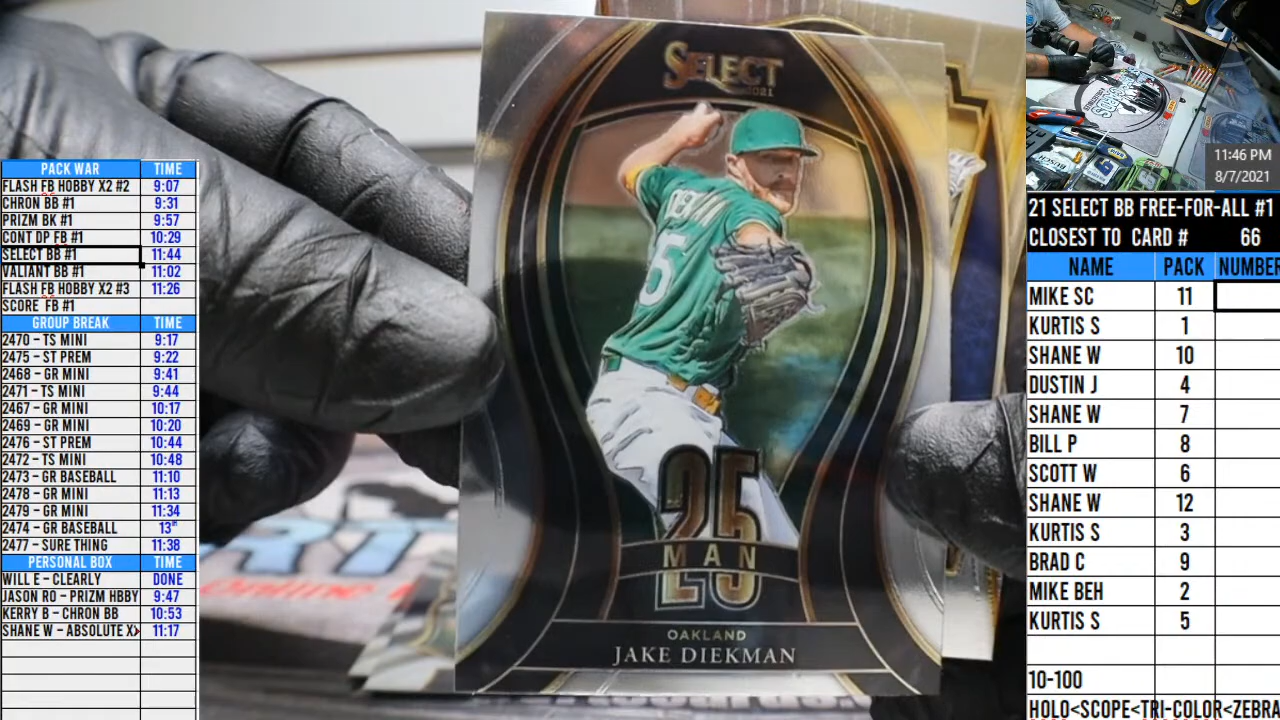 PACK WAR TIME
FLASH FB HOBBY X2 #2 9:07
CHRON BB #1 9:31
PRIZM BK #1 9:57
CONT DP FB #1 10:29
SELECT BB #1 11:44
VALIANT BB #1 11:02
FLASH FB HOBBY X2 #3 11:26
SCORE FB #1
GROUP BREAK TIME
2470 – TS MINI 9:17
2475 – ST PREM 9:22
2468 – GR MINI 9:41
2471 – TS MINI 9:44
2467 – GR MINI 10:17
2469 – GR MINI 10:20
2476 – ST PREM 10:44
2472 – TS MINI 10:48
2473 – GR BASEBALL 11:10
2478 – GR MINI 11:13
2479 – GR MINI 11:34
2474 – GR BASEBALL 13"
2477 – SURE THING 11:38
PERSONAL BOX TIME
WILL E – CLEARLY DONE
JASON RO – PRIZM HBBY 9:47
KERRY B – CHRON BB 10:53
SHANE W – ABSOLUTE X 11:17
SELECT
2021
5
25
MAN
OAKLAND
JAKE DIEKMAN
RT
Online
11:46 PM
8/7/2021
21 SELECT BB FREE-FOR-ALL #1
CLOSEST TO CARD # 66
NAME PACK NUMBER
MIKE SC 11
KURTIS S 1
SHANE W 10
DUSTIN J 4
SHANE W 7
BILL P 8
SCOTT W 6
SHANE W 12
KURTIS S 3
BRAD C 9
MIKE BEH 2
KURTIS S 5
10-100
HOLO<SCOPE<TRI-COLOR<ZEBRA